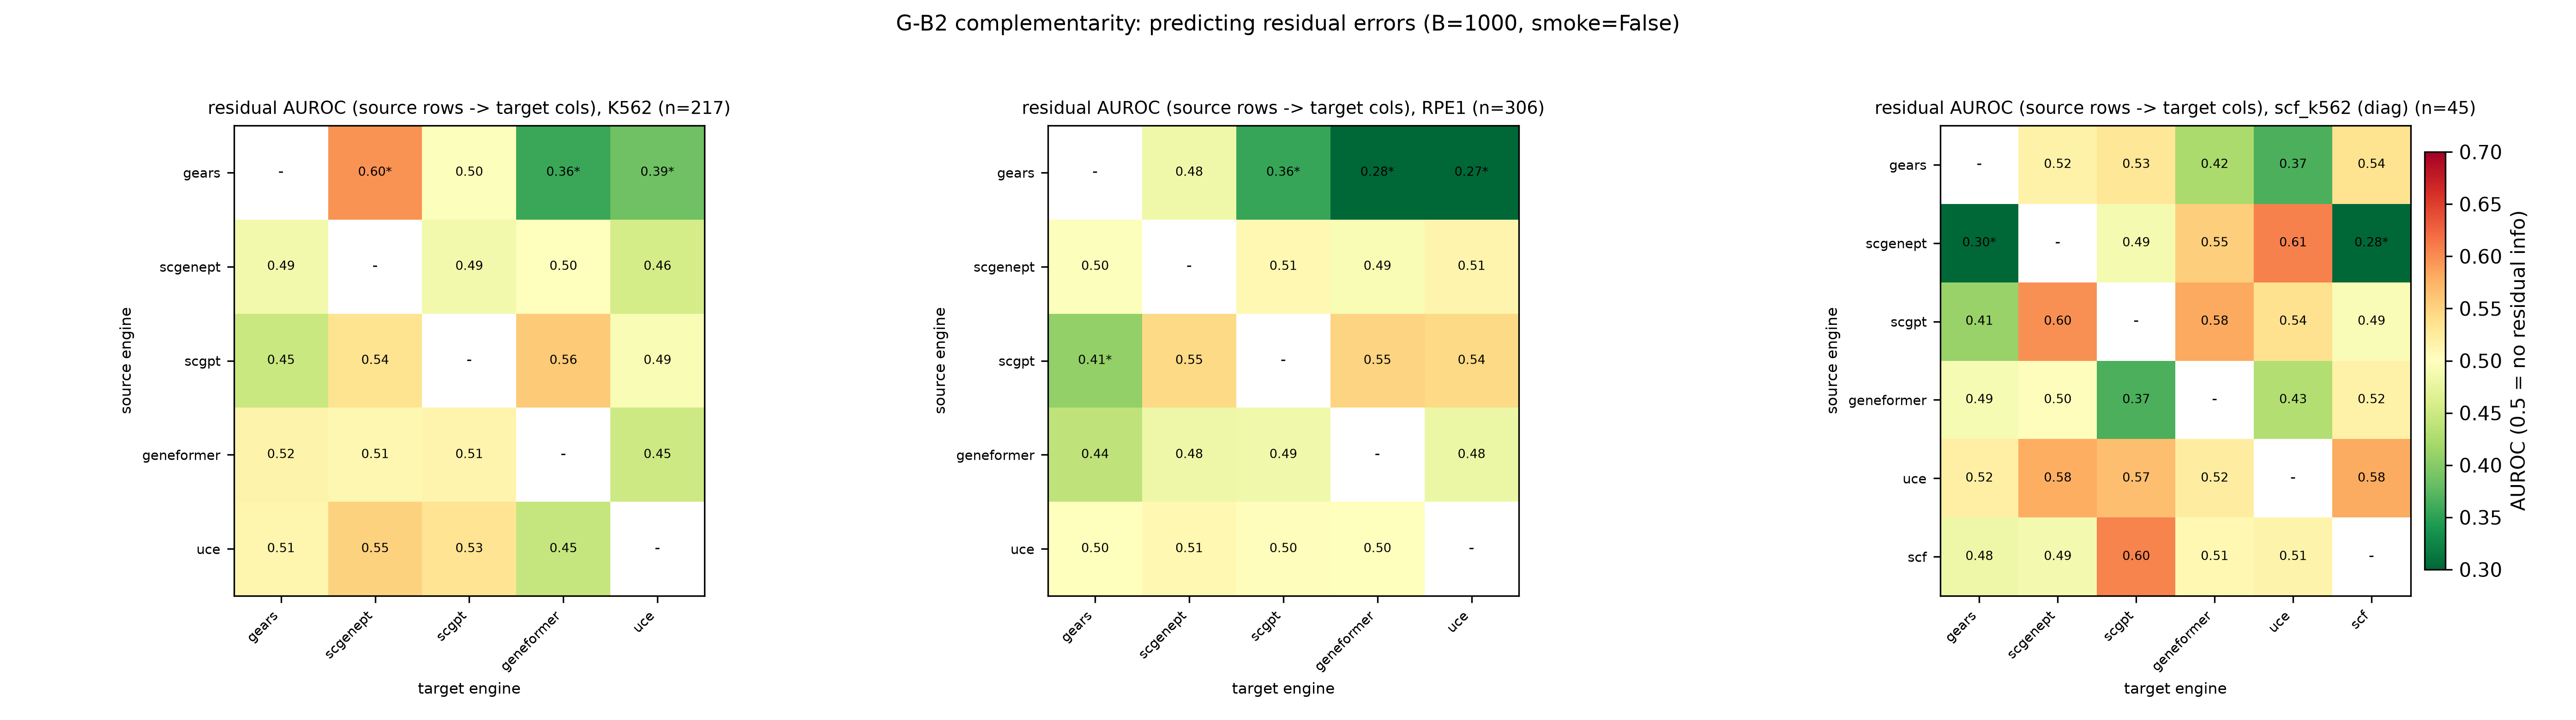 G-B2 complementarity: predicting residual errors (B=1000, smoke=False)
residual AUROC (source rows -> target cols), K562 (n=217)
source engine
gears - 0.60* 0.50 0.36* 0.39*
scgenept 0.49 - 0.49 0.50 0.46
scgpt 0.45 0.54 - 0.56 0.49
geneformer 0.52 0.51 0.51 - 0.45
uce 0.51 0.55 0.53 0.45 -
gears scgenept scgpt geneformer uce
target engine
residual AUROC (source rows -> target cols), RPE1 (n=306)
source engine
gears - 0.48 0.36* 0.28* 0.27*
scgenept 0.50 - 0.51 0.49 0.51
scgpt 0.41* 0.55 - 0.55 0.54
geneformer 0.44 0.48 0.49 - 0.48
uce 0.50 0.51 0.50 0.50 -
gears scgenept scgpt geneformer uce
target engine
residual AUROC (source rows -> target cols), scf_k562 (diag) (n=45)
source engine
gears - 0.52 0.53 0.42 0.37 0.54
scgenept 0.30* - 0.49 0.55 0.61 0.28*
scgpt 0.41 0.60 - 0.58 0.54 0.49
geneformer 0.49 0.50 0.37 - 0.43 0.52
uce 0.52 0.58 0.57 0.52 - 0.58
scf 0.48 0.49 0.60 0.51 0.51 -
gears scgenept scgpt geneformer uce scf
target engine
0.70
0.65
0.60
0.55
0.50
0.45
0.40
0.35
0.30
AUROC (0.5 = no residual info)